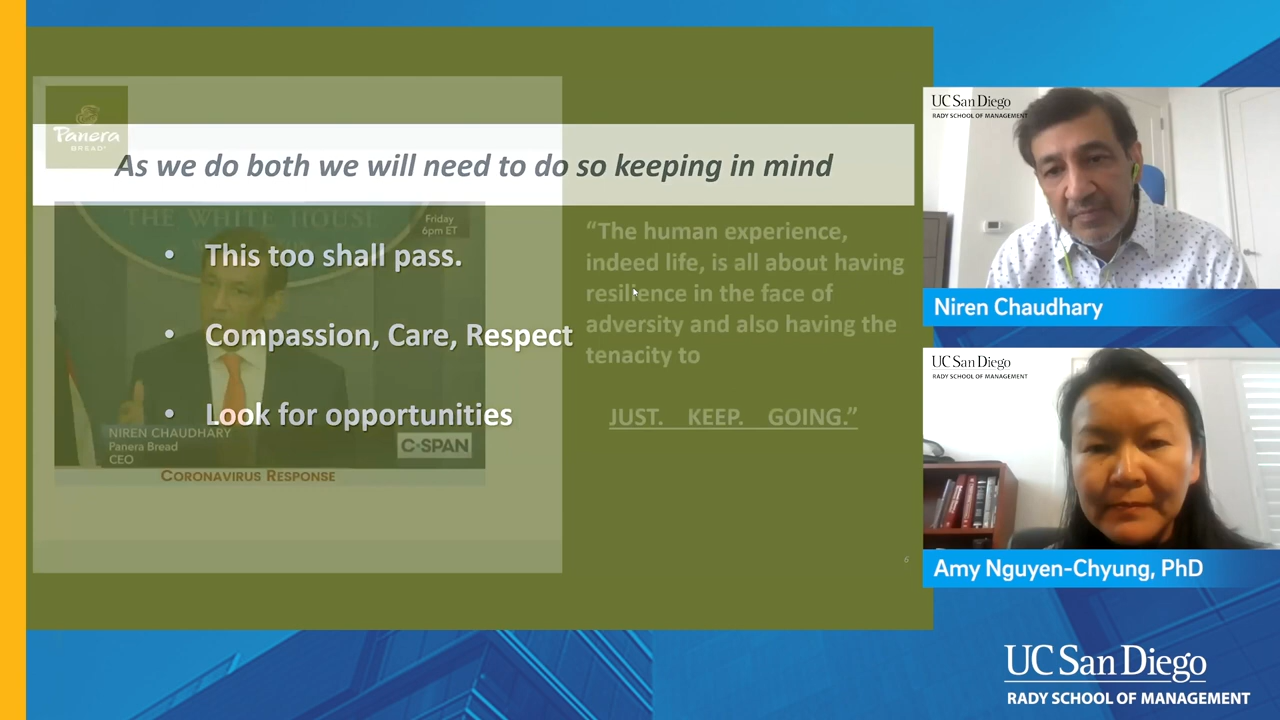 Panera
BREAD
As we do both we will need to do so keeping in mind
THE WHITE HOUSE
Friday
6pm ET
• This too shall pass.
• Compassion, Care, Respect
• Look for opportunities
NIREN CHAUDHARY
Panera Bread
CEO
C-SPAN
CORONAVIRUS RESPONSE
“The human experience,
indeed life, is all about having
resilience in the face of
adversity and also having the
tenacity to
JUST. KEEP. GOING.”
6
UC San Diego
RADY SCHOOL OF MANAGEMENT
Niren Chaudhary
UC San Diego
RADY SCHOOL OF MANAGEMENT
Amy Nguyen-Chyung, PhD
UC San Diego
RADY SCHOOL OF MANAGEMENT